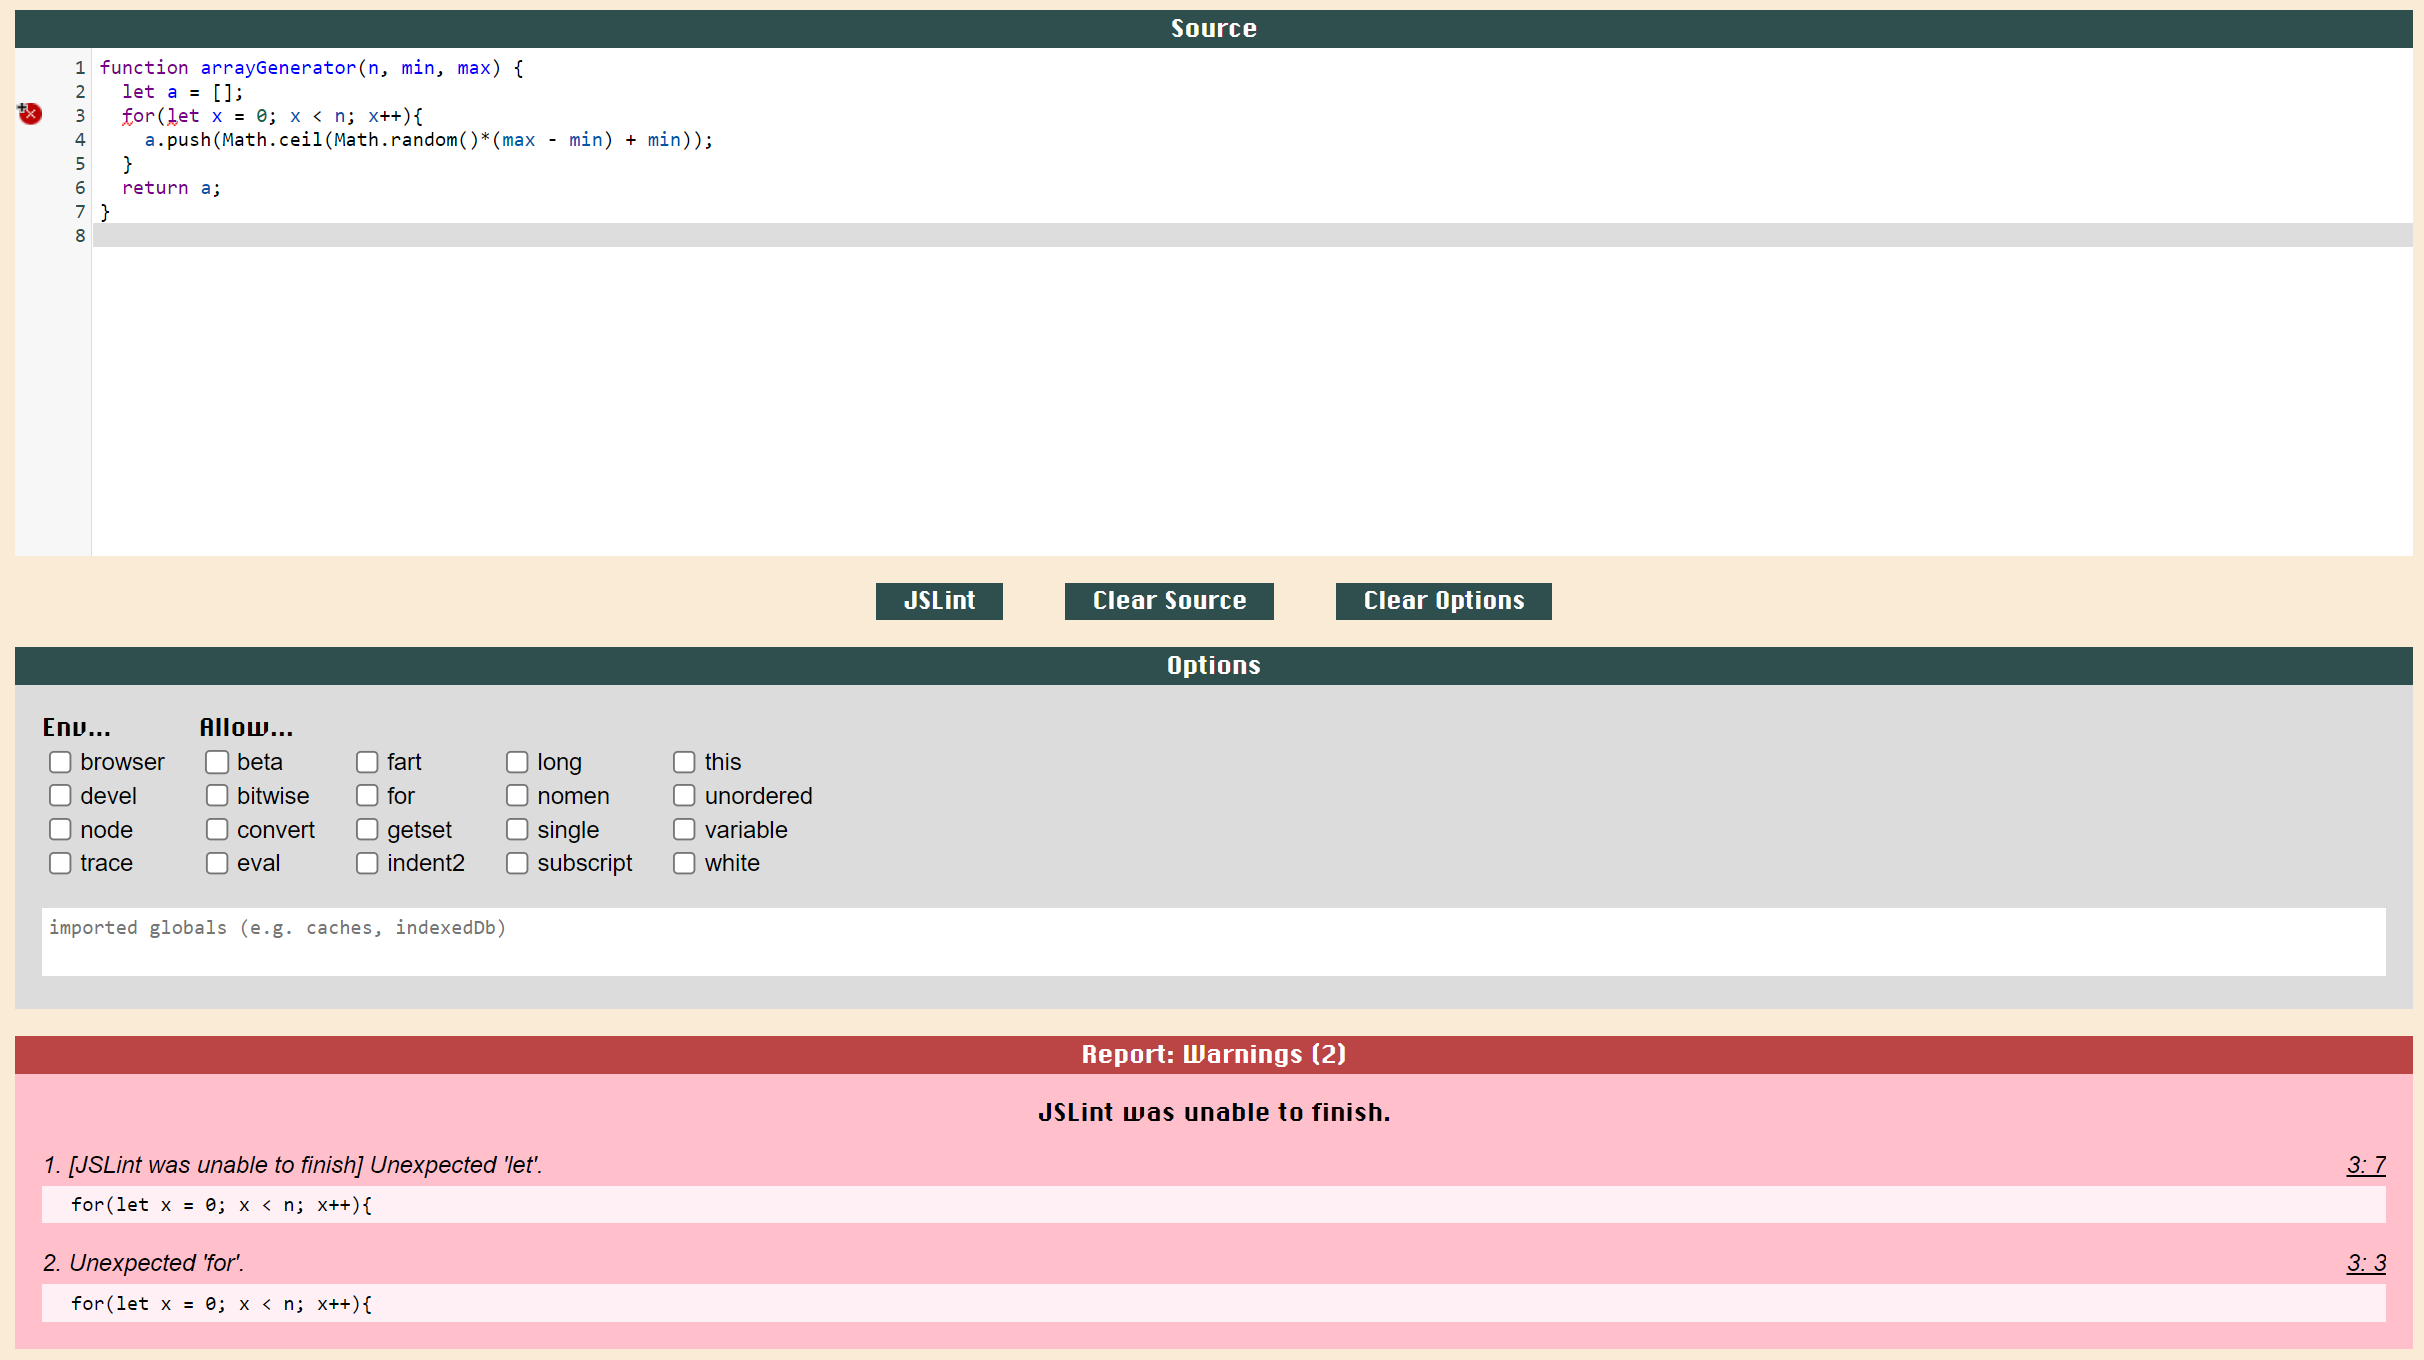 Source
1 function arrayGenerator(n, min, max) {
2   let a = [];
3   for(let x = 0; x < n; x++){
4     a.push(Math.ceil(Math.random()*(max - min) + min));
5   }
6   return a;
7 }
8
JSLint Clear Source Clear Options
Options
Env... Allow...
browser beta fart long this
devel bitwise for nomen unordered
node convert getset single variable
trace eval indent2 subscript white
imported globals (e.g. caches, indexedDb)
Report: Warnings (2)
JSLint was unable to finish.
1. [JSLint was unable to finish] Unexpected 'let'. 3: 7
for(let x = 0; x < n; x++){
2. Unexpected 'for'. 3: 3
for(let x = 0; x < n; x++){